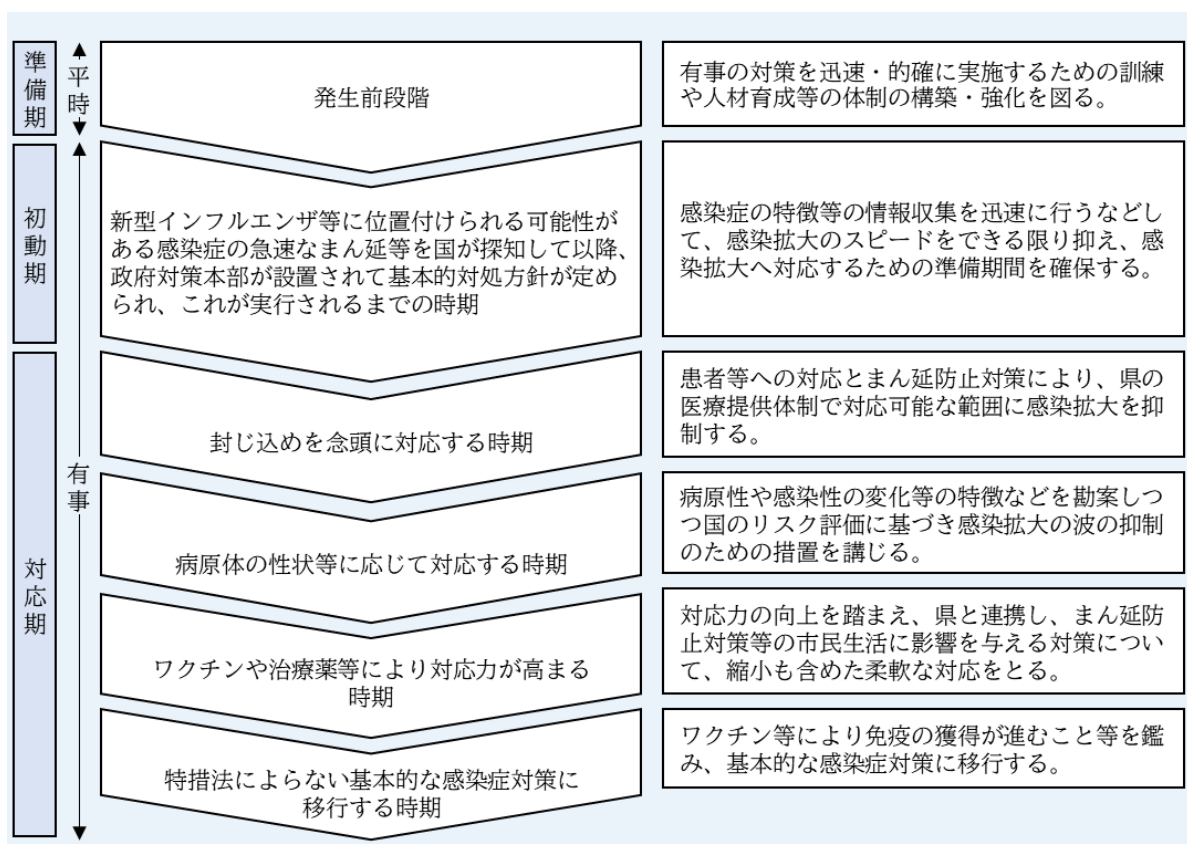 準備期
平時
発生前段階
有事の対策を迅速・的確に実施するための訓練
や人材育成等の体制の構築・強化を図る。
初動期
有事
新型インフルエンザ等に位置付けられる可能性が
ある感染症の急速なまん延等を国が探知して以降、
政府対策本部が設置されて基本的対処方針が定め
られ、これが実行されるまでの時期
感染症の特徴等の情報収集を迅速に行うなどし
て、感染拡大のスピードをできる限り抑え、感
染拡大へ対応するための準備期間を確保する。
対応期
封じ込めを念頭に対応する時期
患者等への対応とまん延防止対策により、県の
医療提供体制で対応可能な範囲に感染拡大を抑
制する。
病原体の性状等に応じて対応する時期
病原性や感染性の変化等の特徴などを勘案しつ
つ国のリスク評価に基づき感染拡大の波の抑制
のための措置を講じる。
ワクチンや治療薬等により対応力が高まる
時期
対応力の向上を踏まえ、県と連携し、まん延防
止対策等の市民生活に影響を与える対策につい
て、縮小も含めた柔軟な対応をとる。
特措法によらない基本的な感染症対策に
移行する時期
ワクチン等により免疫の獲得が進むこと等を鑑
み、基本的な感染症対策に移行する。